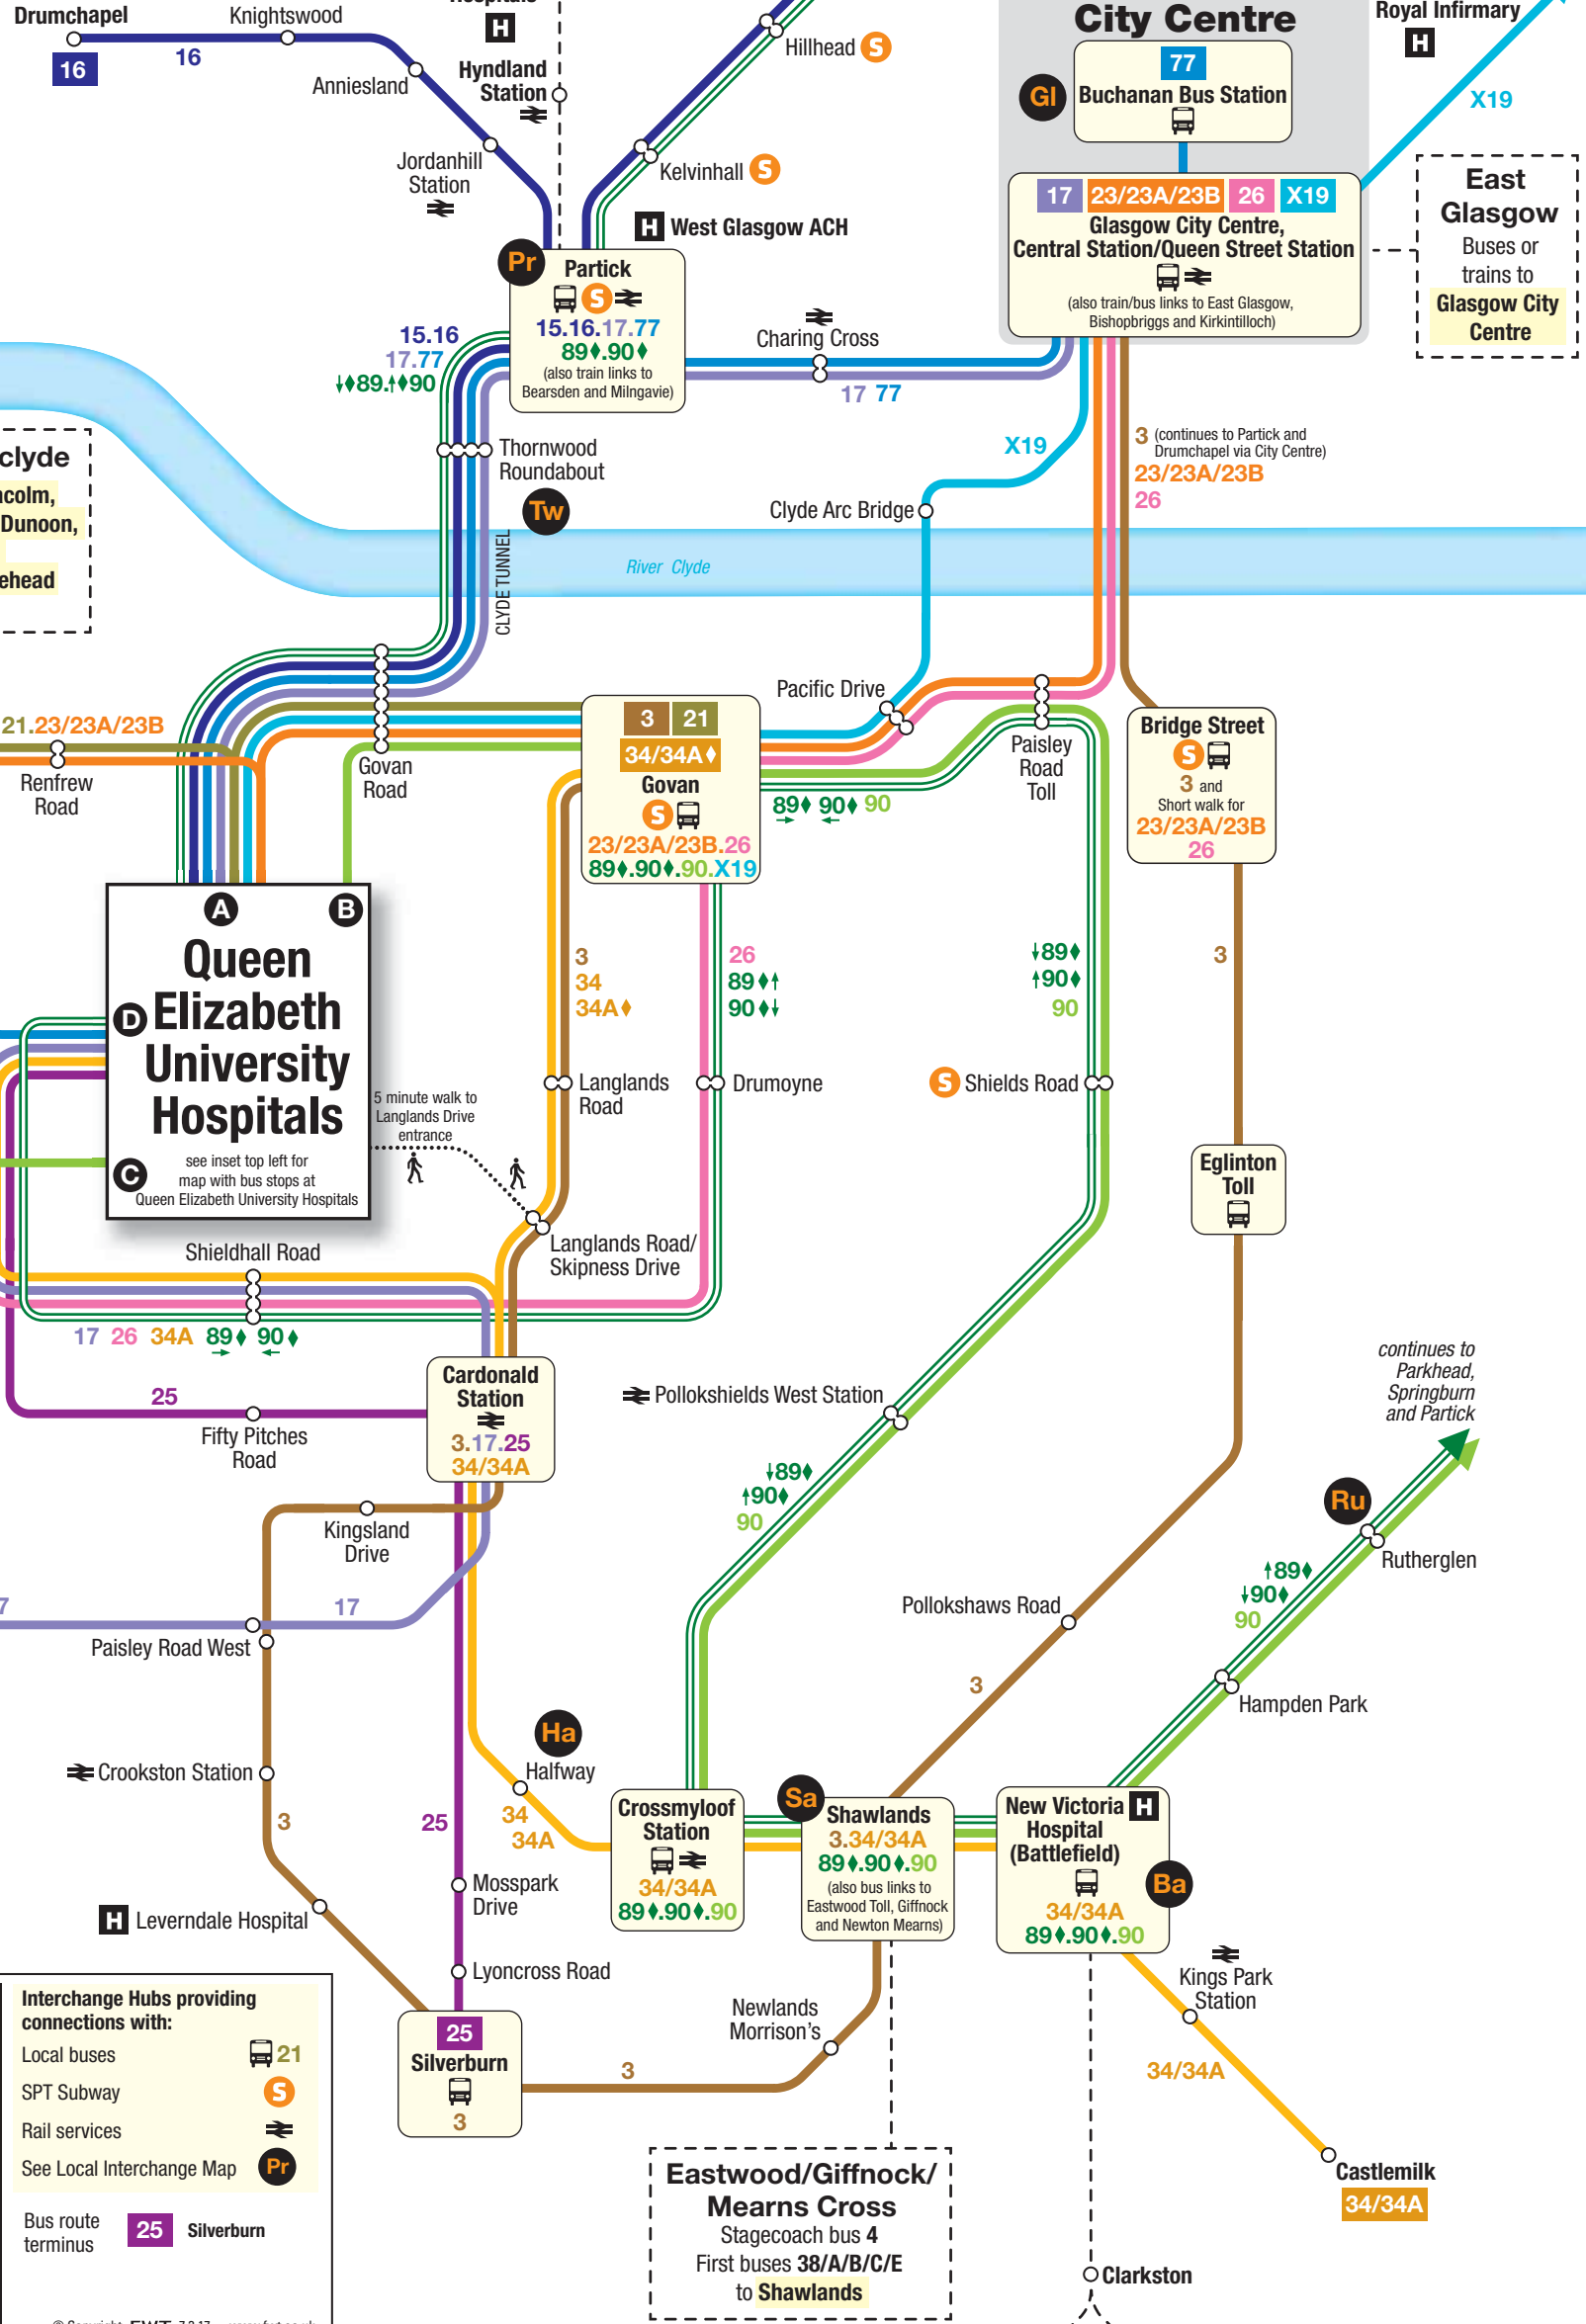 Drumchapel
16
16
Knightswood
Anniesland
Jordanhill
Station
H
Hyndland
Station
Hillhead S
Kelvinhall S
H West Glasgow ACH
City Centre
77
Gl
Buchanan Bus Station
17 23/23A/23B 26 X19
Glasgow City Centre,
Central Station/Queen Street Station
(also train/bus links to East Glasgow,
Bishopbriggs and Kirkintilloch)
Royal Infirmary
H
X19
East
Glasgow
Buses or
trains to
Glasgow City
Centre
Pr
Partick
S
15.16.17.77
89♦.90♦
(also train links to
Bearsden and Milngavie)
15.16
17.77
↓♦89.↑♦90
Charing Cross
17 77
Thornwood
Roundabout
Tw
CLYDE TUNNEL
River Clyde
X19
Clyde Arc Bridge
3 (continues to Partick and
Drumchapel via City Centre)
23/23A/23B
26
clyde
acolm,
Dunoon,
ehead
21.23/23A/23B
Renfrew
Road
Govan
Road
3 21
34/34A♦
Govan
S
23/23A/23B.26
89♦.90♦.90.X19
Pacific Drive
89♦ 90♦ 90
→ ←
Paisley
Road
Toll
Bridge Street
S
3 and
Short walk for
23/23A/23B
26
A
B
D
C
Queen
Elizabeth
University
Hospitals
see inset top left for
map with bus stops at
Queen Elizabeth University Hospitals
5 minute walk to
Langlands Drive
entrance
3
34
34A♦
26
89♦↑
90♦↓
↓89♦
↑90♦
90
3
Langlands
Road
Drumoyne
S Shields Road
Eglinton
Toll
Langlands Road/
Skipness Drive
Shieldhall Road
17 26 34A 89♦ 90♦
→ ←
25
Fifty Pitches
Road
Cardonald
Station
3.17.25
34/34A
Pollokshields West Station
continues to
Parkhead,
Springburn
and Partick
↓89♦
↑90♦
90
Kingsland
Drive
7
17
Paisley Road West
Ru
Rutherglen
↑89♦
↓90♦
90
Pollokshaws Road
3
Hampden Park
Crookston Station
3
25
Ha
Halfway
34
34A
Crossmyloof
Station
34/34A
89♦.90♦.90
Sa
Shawlands
3.34/34A
89♦.90♦.90
(also bus links to
Eastwood Toll, Giffnock
and Newton Mearns)
New Victoria H
Hospital
(Battlefield)
Ba
34/34A
89♦.90♦.90
Mosspark
Drive
H Leverndale Hospital
Lyoncross Road
Kings Park
Station
34/34A
Newlands
Morrison's
25
Silverburn
3
3
Interchange Hubs providing
connections with:
Local buses 21
SPT Subway S
Rail services
See Local Interchange Map Pr
Bus route
terminus
25 Silverburn
Eastwood/Giffnock/
Mearns Cross
Stagecoach bus 4
First buses 38/A/B/C/E
to Shawlands
Castlemilk
34/34A
Clarkston